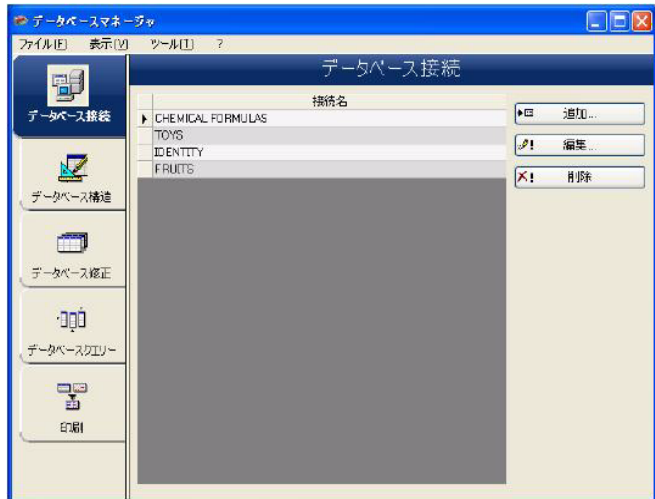 データベースマネージャ
ファイル(F) 表示(V) ツール(T) ?
データベース接続
データベース接続
データベース構造
データベース修正
データベースクエリー
印刷
接続名
CHEMICAL FORMULAS
TOYS
IDENTITY
FRUITS
追加...
編集...
削除